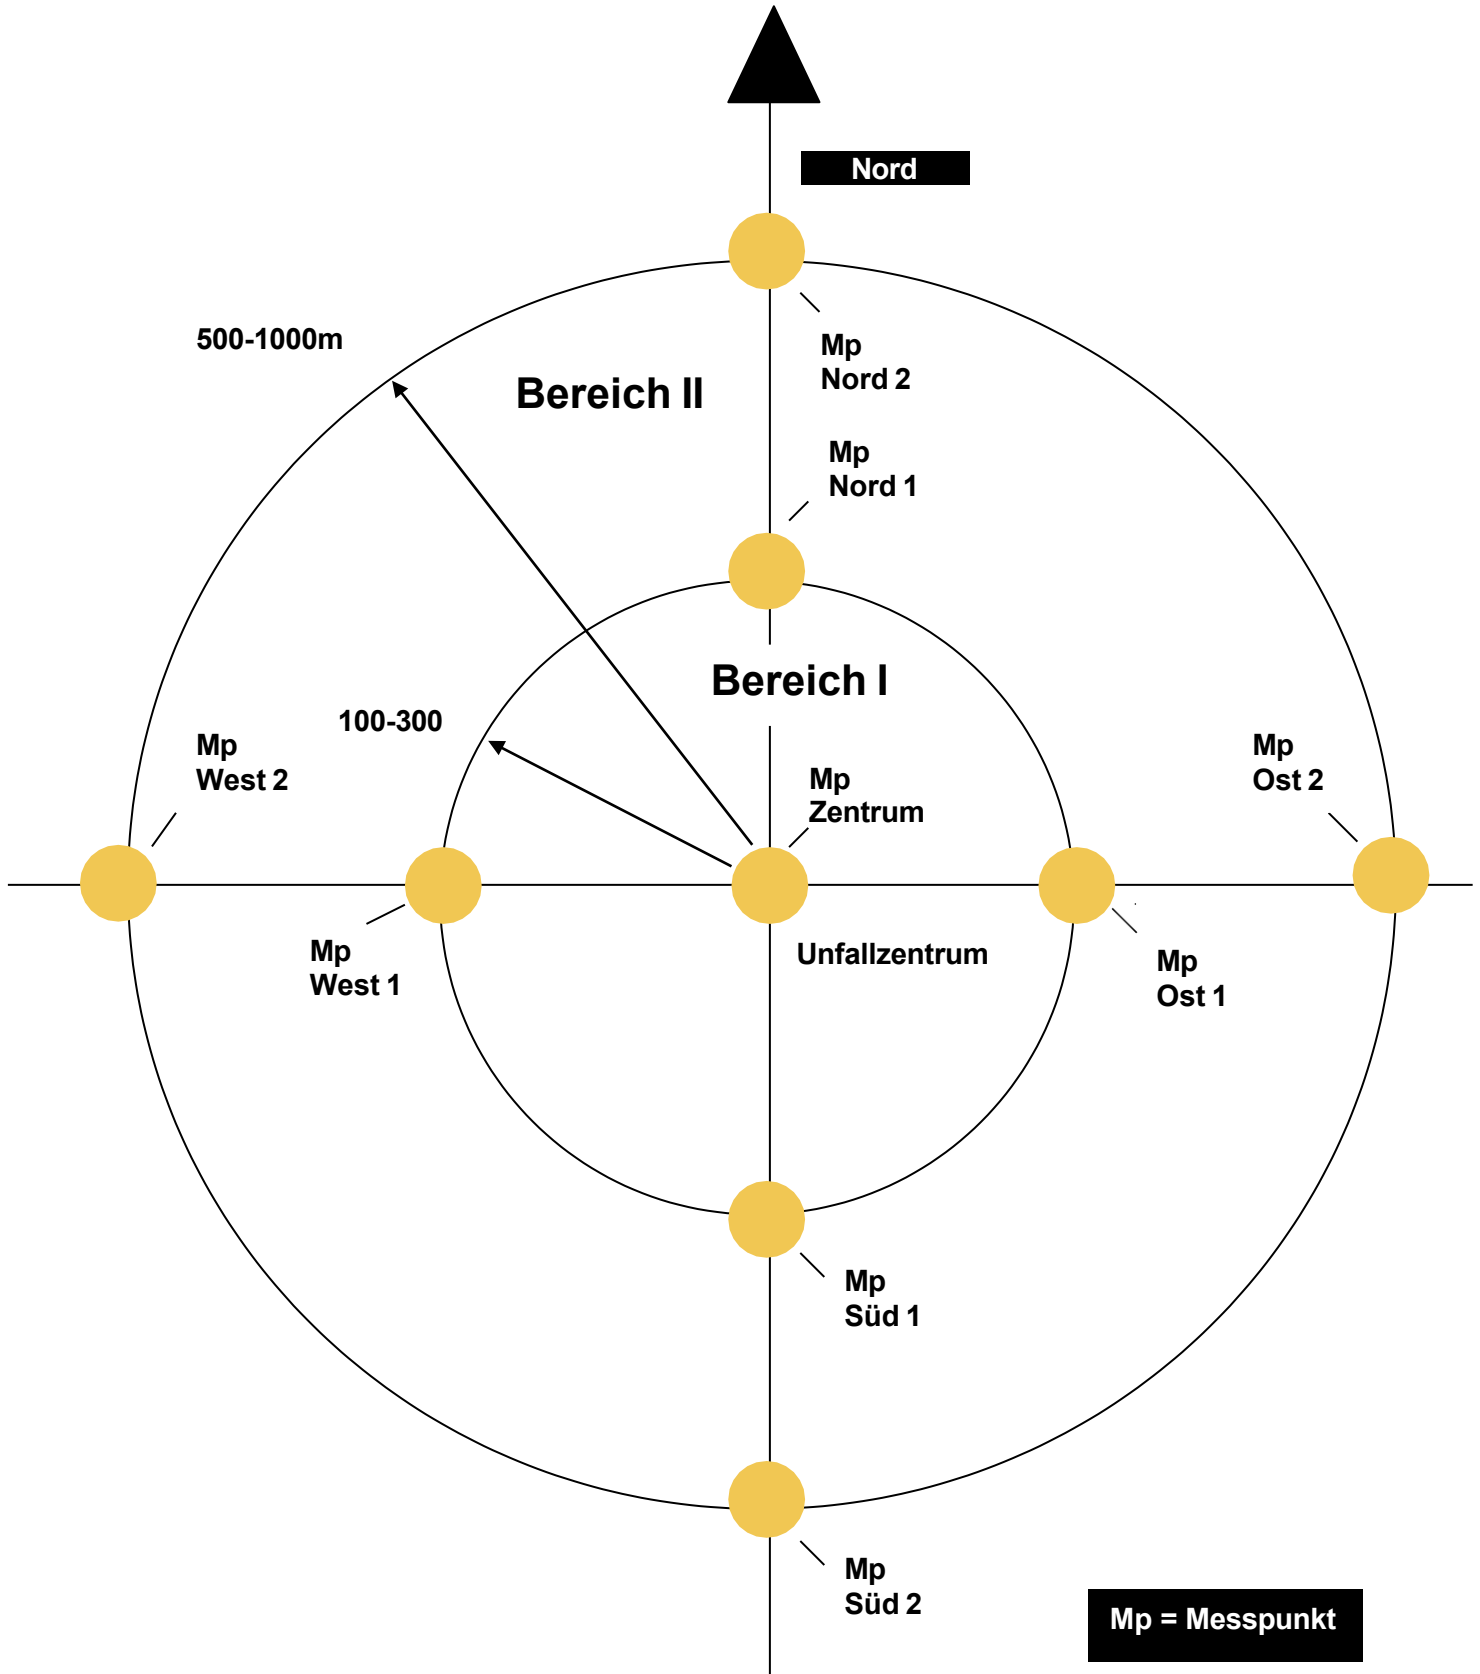 Nord
500-1000m
Mp
Nord 2
Bereich II
Mp
Nord 1
Bereich I
100-300
Mp
West 2
Mp
Zentrum
Mp
Ost 2
Mp
West 1
Unfallzentrum
Mp
Ost 1
Mp
Süd 1
Mp
Süd 2
Mp = Messpunkt